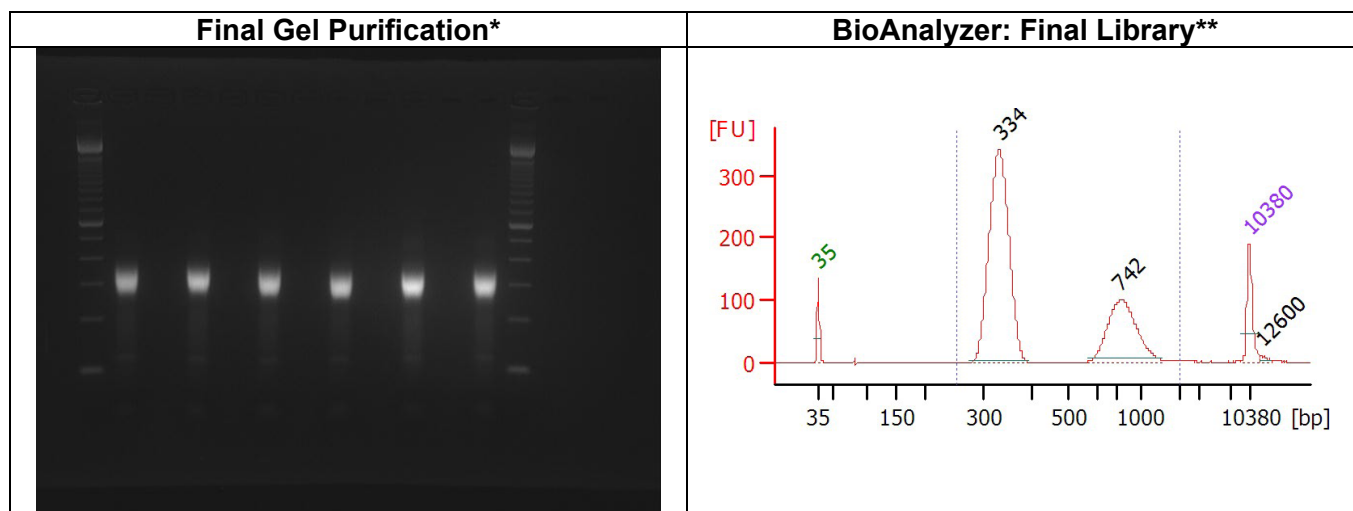 Final Gel Purification*
BioAnalyzer: Final Library**
[FU]
300
200
100
0
35
334
742
10380
12600
35 150 300 500 1000 10380 [bp]